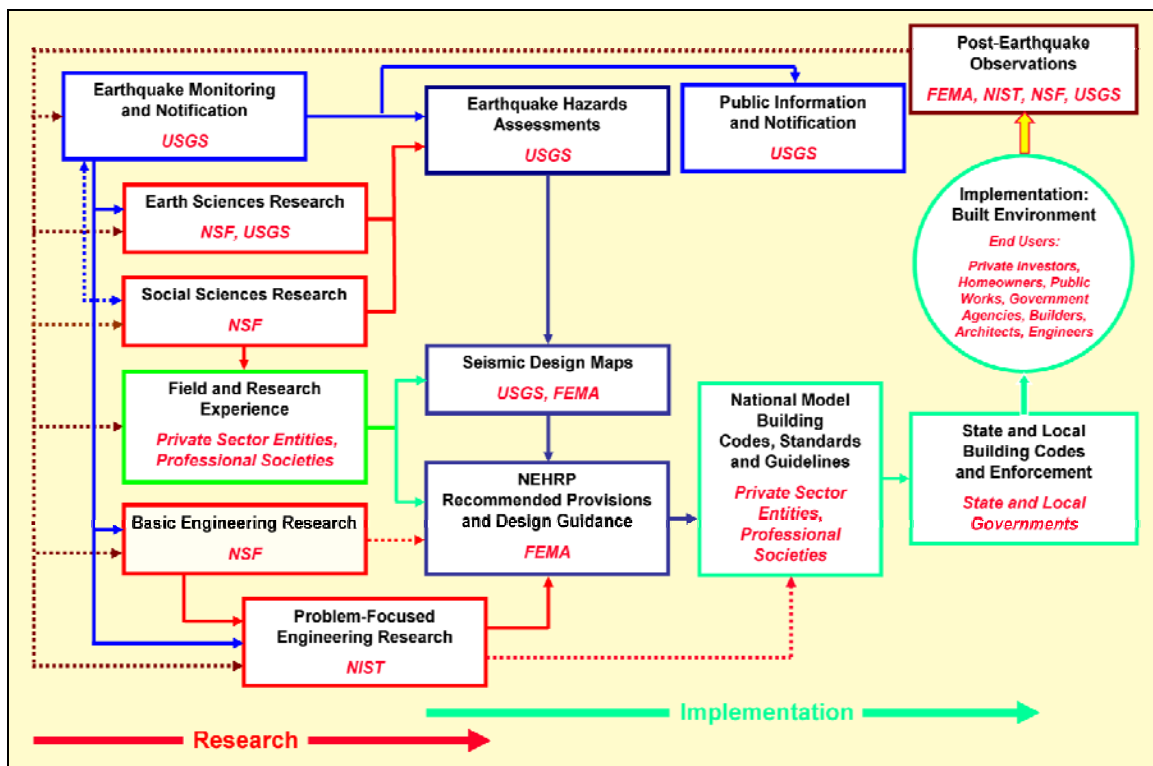 Post-Earthquake
Observations
FEMA, NIST, NSF, USGS
Earthquake Monitoring
and Notification
USGS
Earthquake Hazards
Assessments
USGS
Public Information
and Notification
USGS
Earth Sciences Research
NSF, USGS
Implementation:
Built Environment
End Users:
Private Investors,
Homeowners, Public
Works, Government
Agencies, Builders,
Architects, Engineers
Social Sciences Research
NSF
Field and Research
Experience
Private Sector Entities,
Professional Societies
Seismic Design Maps
USGS, FEMA
National Model
Building
Codes, Standards
and Guidelines
Private Sector
Entities,
Professional
Societies
State and Local
Building Codes
and Enforcement
State and Local
Governments
NEHRP
Recommended Provisions
and Design Guidance
FEMA
Basic Engineering Research
NSF
Problem-Focused
Engineering Research
NIST
Implementation
Research